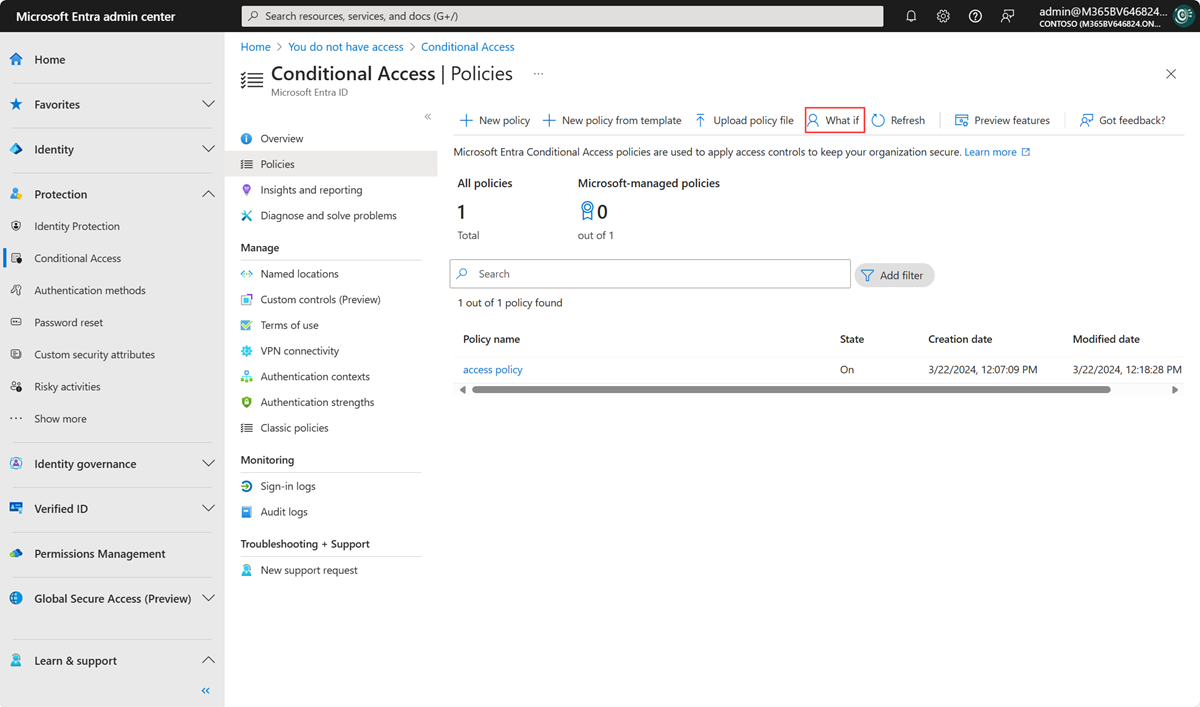 Microsoft Entra admin center
Search resources, services, and docs (G+/)
admin@M365BV646824...
CONTOSO (M365BV646824.ON...
Home
Favorites
Identity
Protection
Identity Protection
Conditional Access
Authentication methods
Password reset
Custom security attributes
Risky activities
Show more
Identity governance
Verified ID
Permissions Management
Global Secure Access (Preview)
Learn & support
Home > You do not have access > Conditional Access
Conditional Access | Policies ...
Microsoft Entra ID
Overview
Policies
Insights and reporting
Diagnose and solve problems
Manage
Named locations
Custom controls (Preview)
Terms of use
VPN connectivity
Authentication contexts
Authentication strengths
Classic policies
Monitoring
Sign-in logs
Audit logs
Troubleshooting + Support
New support request
New policy New policy from template Upload policy file What if Refresh Preview features Got feedback?
Microsoft Entra Conditional Access policies are used to apply access controls to keep your organization secure. Learn more
All policies Microsoft-managed policies
1 0
Total out of 1
Search Add filter
1 out of 1 policy found
Policy name State Creation date Modified date
access policy On 3/22/2024, 12:07:09 PM 3/22/2024, 12:18:28 PM